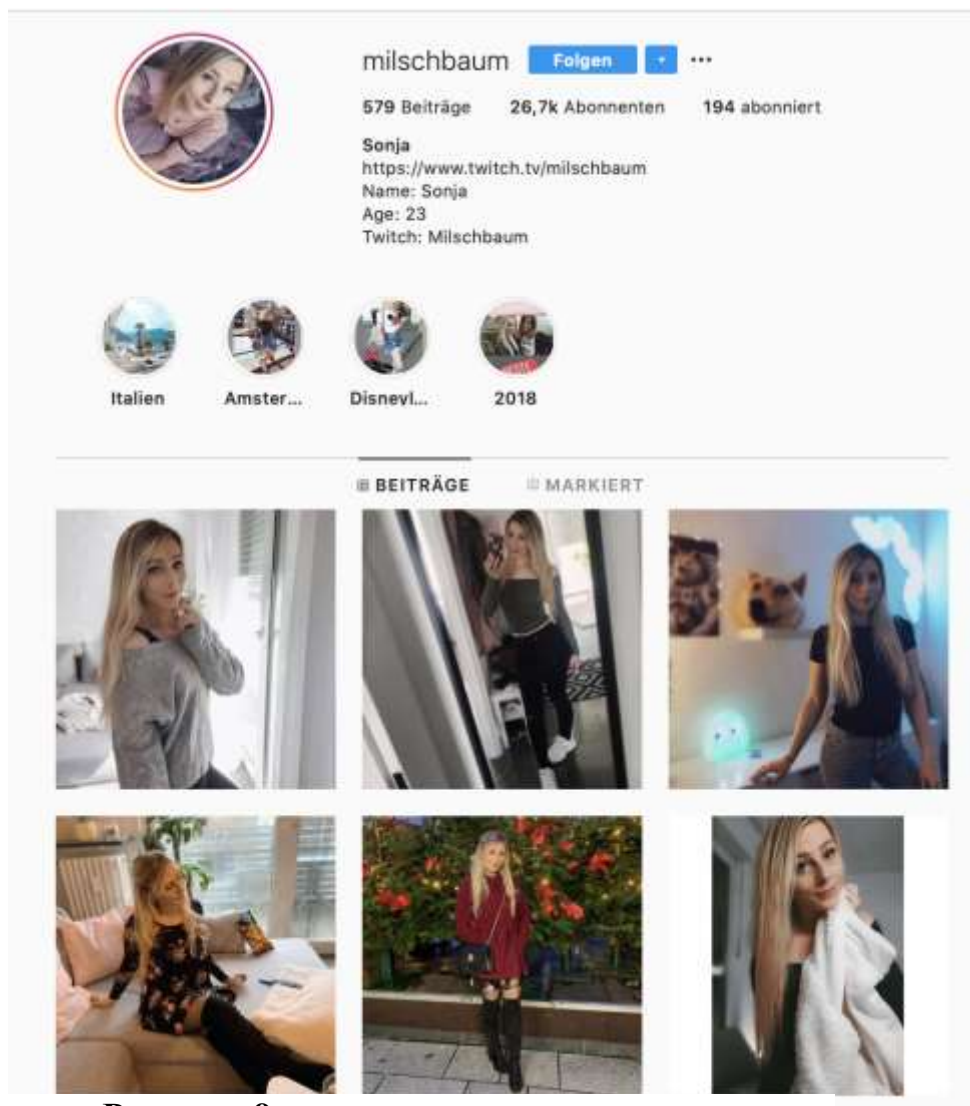 milschbaum Folgen
579 Beiträge 26,7k Abonnenten 194 abonniert
Sonja
https://www.twitch.tv/milschbaum
Name: Sonja
Age: 23
Twitch: Milschbaum
Italien Amster... Disneyl... 2018
BEITRÄGE MARKIERT